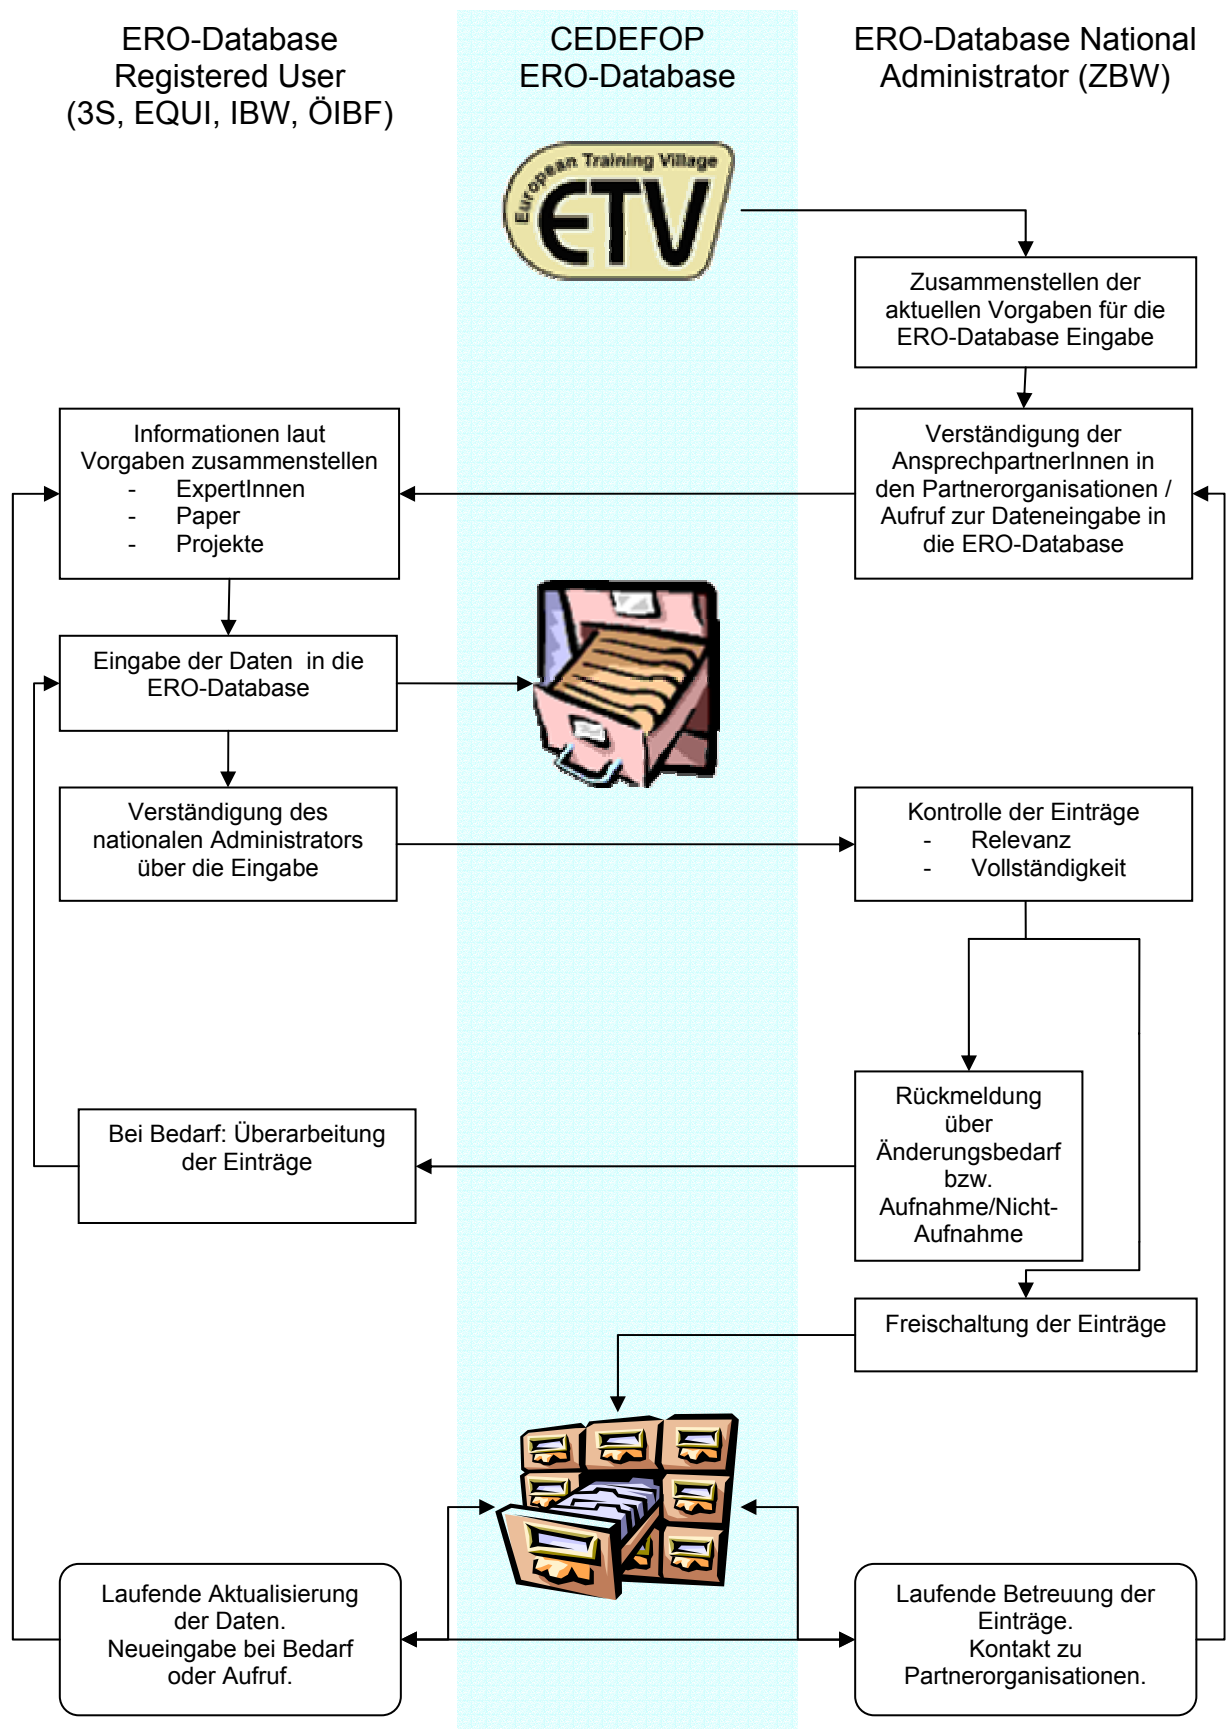 ERO-Database
Registered User
(3S, EQUI, IBW, ÖIBF)
CEDEFOP
ERO-Database
ERO-Database National
Administrator (ZBW)
European Training Village
ETV
Zusammenstellen der
aktuellen Vorgaben für die
ERO-Database Eingabe
Informationen laut
Vorgaben zusammenstellen
- ExpertInnen
- Paper
- Projekte
Verständigung der
AnsprechpartnerInnen in
den Partnerorganisationen /
Aufruf zur Dateneingabe in
die ERO-Database
Eingabe der Daten in die
ERO-Database
Verständigung des
nationalen Administrators
über die Eingabe
Kontrolle der Einträge
- Relevanz
- Vollständigkeit
Bei Bedarf: Überarbeitung
der Einträge
Rückmeldung
über
Änderungsbedarf
bzw.
Aufnahme/Nicht-
Aufnahme
Freischaltung der Einträge
Laufende Aktualisierung
der Daten.
Neueingabe bei Bedarf
oder Aufruf.
Laufende Betreuung der
Einträge.
Kontakt zu
Partnerorganisationen.